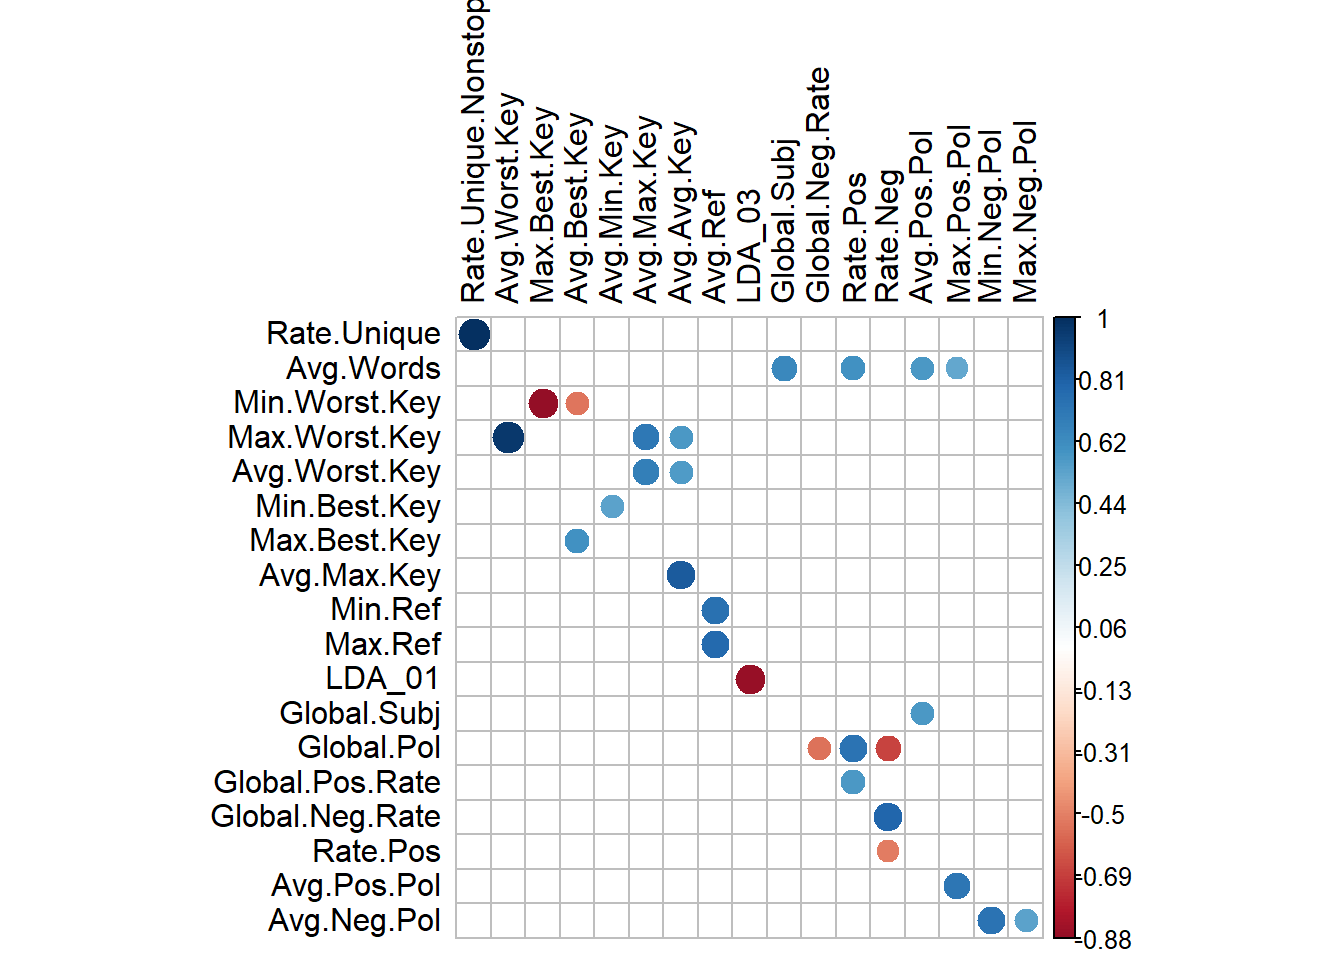 Rate.Unique.Nonstop
Avg.Worst.Key
Max.Best.Key
Avg.Best.Key
Avg.Min.Key
Avg.Max.Key
Avg.Avg.Key
Avg.Ref
LDA_03
Global.Subj
Global.Neg.Rate
Rate.Pos
Rate.Neg
Avg.Pos.Pol
Max.Pos.Pol
Min.Neg.Pol
Max.Neg.Pol
Rate.Unique
Avg.Words
Min.Worst.Key
Max.Worst.Key
Avg.Worst.Key
Min.Best.Key
Max.Best.Key
Avg.Max.Key
Min.Ref
Max.Ref
LDA_01
Global.Subj
Global.Pol
Global.Pos.Rate
Global.Neg.Rate
Rate.Pos
Avg.Pos.Pol
Avg.Neg.Pol
1
0.81
0.62
0.44
0.25
0.06
-0.13
-0.31
-0.5
-0.69
-0.88